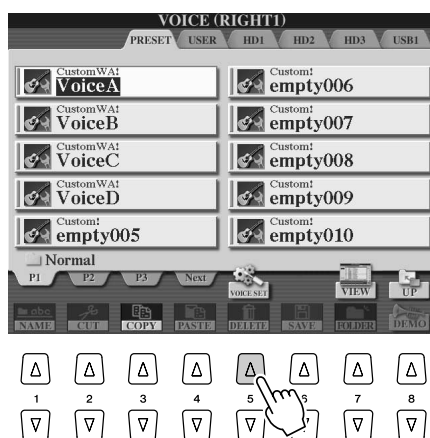 VOICE (RIGHT1)
PRESET USER HD1 HD2 HD3 USB1
CustomWA!
VoiceA
CustomWA!
VoiceB
CustomWA!
VoiceC
CustomWA!
VoiceD
Custom!
empty005
Custom!
empty006
Custom!
empty007
Custom!
empty008
Custom!
empty009
Custom!
empty010
Normal
P1 P2 P3 Next
VOICE SET VIEW UP
abc
NAME CUT COPY PASTE DELETE SAVE FOLDER DEMO
1 2 3 4 5 6 7 8